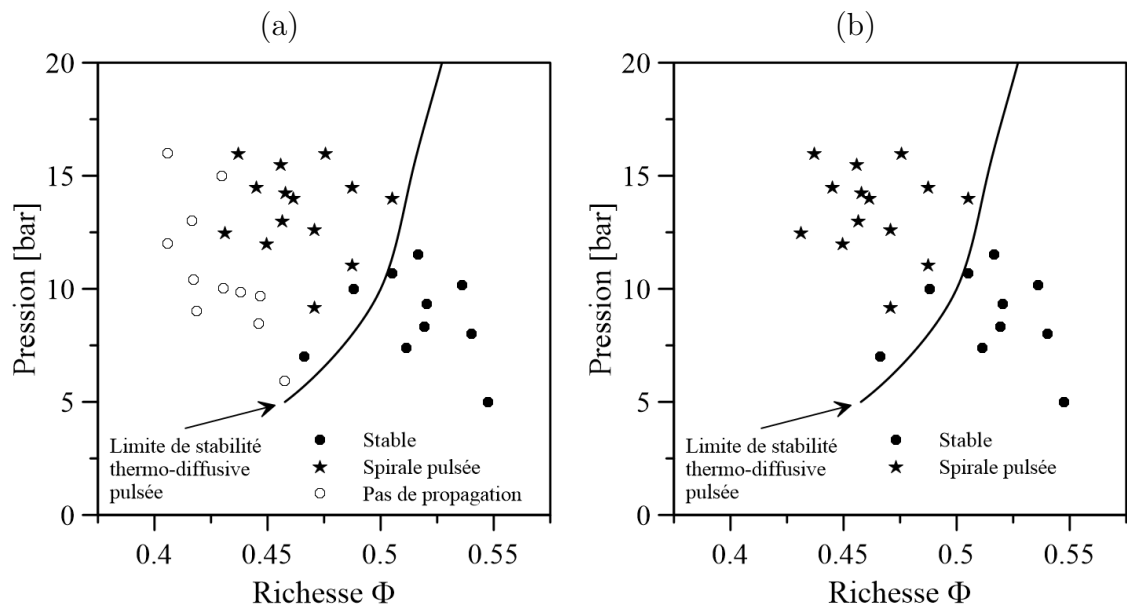 (a)
(b)
20
15
10
5
0
Pression [bar]
Limite de stabilité
thermo-diffusive
pulsée
Stable
Spirale pulsée
Pas de propagation
0.4
0.45
0.5
0.55
Richesse Φ
20
15
10
5
0
Pression [bar]
Limite de stabilité
thermo-diffusive
pulsée
Stable
Spirale pulsée
0.4
0.45
0.5
0.55
Richesse Φ